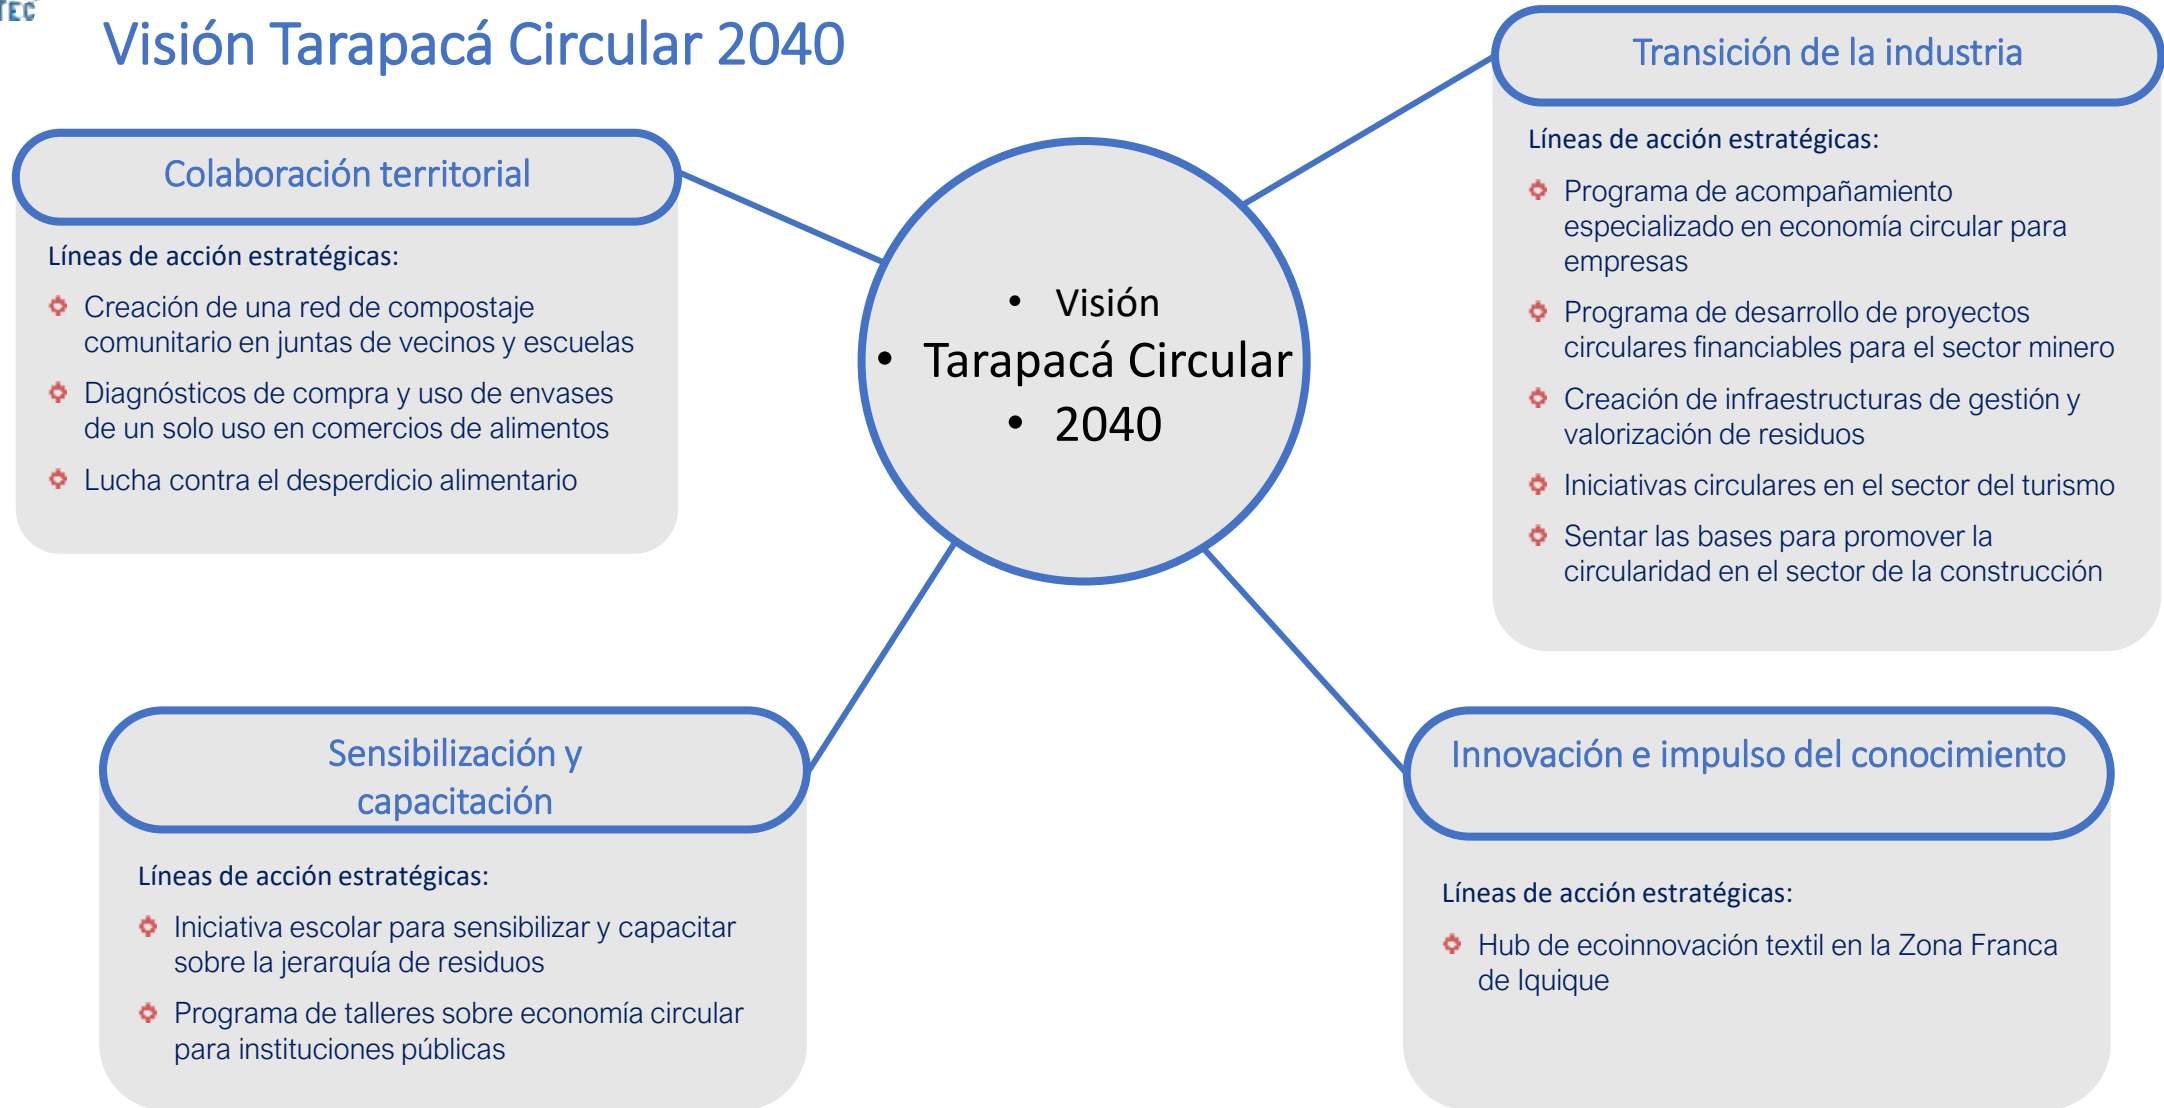 Visión Tarapacá Circular 2040
Colaboración territorial
Líneas de acción estratégicas:
Creación de una red de compostaje
comunitario en juntas de vecinos y escuelas
Diagnósticos de compra y uso de envases
de un solo uso en comercios de alimentos
Lucha contra el desperdicio alimentario
• Visión
• Tarapacá Circular
• 2040
Transición de la industria
Líneas de acción estratégicas:
Programa de acompañamiento
especializado en economía circular para
empresas
Programa de desarrollo de proyectos
circulares financiables para el sector minero
Creación de infraestructuras de gestión y
valorización de residuos
Iniciativas circulares en el sector del turismo
Sentar las bases para promover la
circularidad en el sector de la construcción
Sensibilización y
capacitación
Líneas de acción estratégicas:
Iniciativa escolar para sensibilizar y capacitar
sobre la jerarquía de residuos
Programa de talleres sobre economía circular
para instituciones públicas
Innovación e impulso del conocimiento
Líneas de acción estratégicas:
Hub de ecoinnovación textil en la Zona Franca
de Iquique